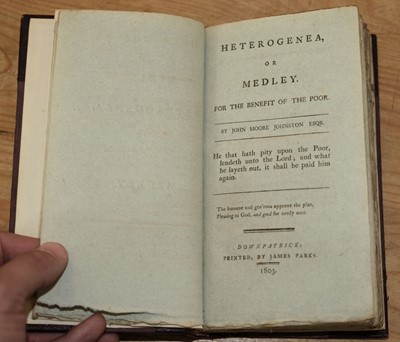 HETEROGENEA,
OR
MEDLEY.
FOR THE BENEFIT OF THE POOR.
BY JOHN MOORE JOHNSTON ESQR.
He that hath pity upon the Poor,
lendeth unto the Lord; and what
he layeth out, it shall be paid him
again.
The humane and gen'rous approve the plan,
Pleasing to God, and good for needy man.
DOWNPATRICK:
PRINTED, BY JAMES PARKS.
1803.